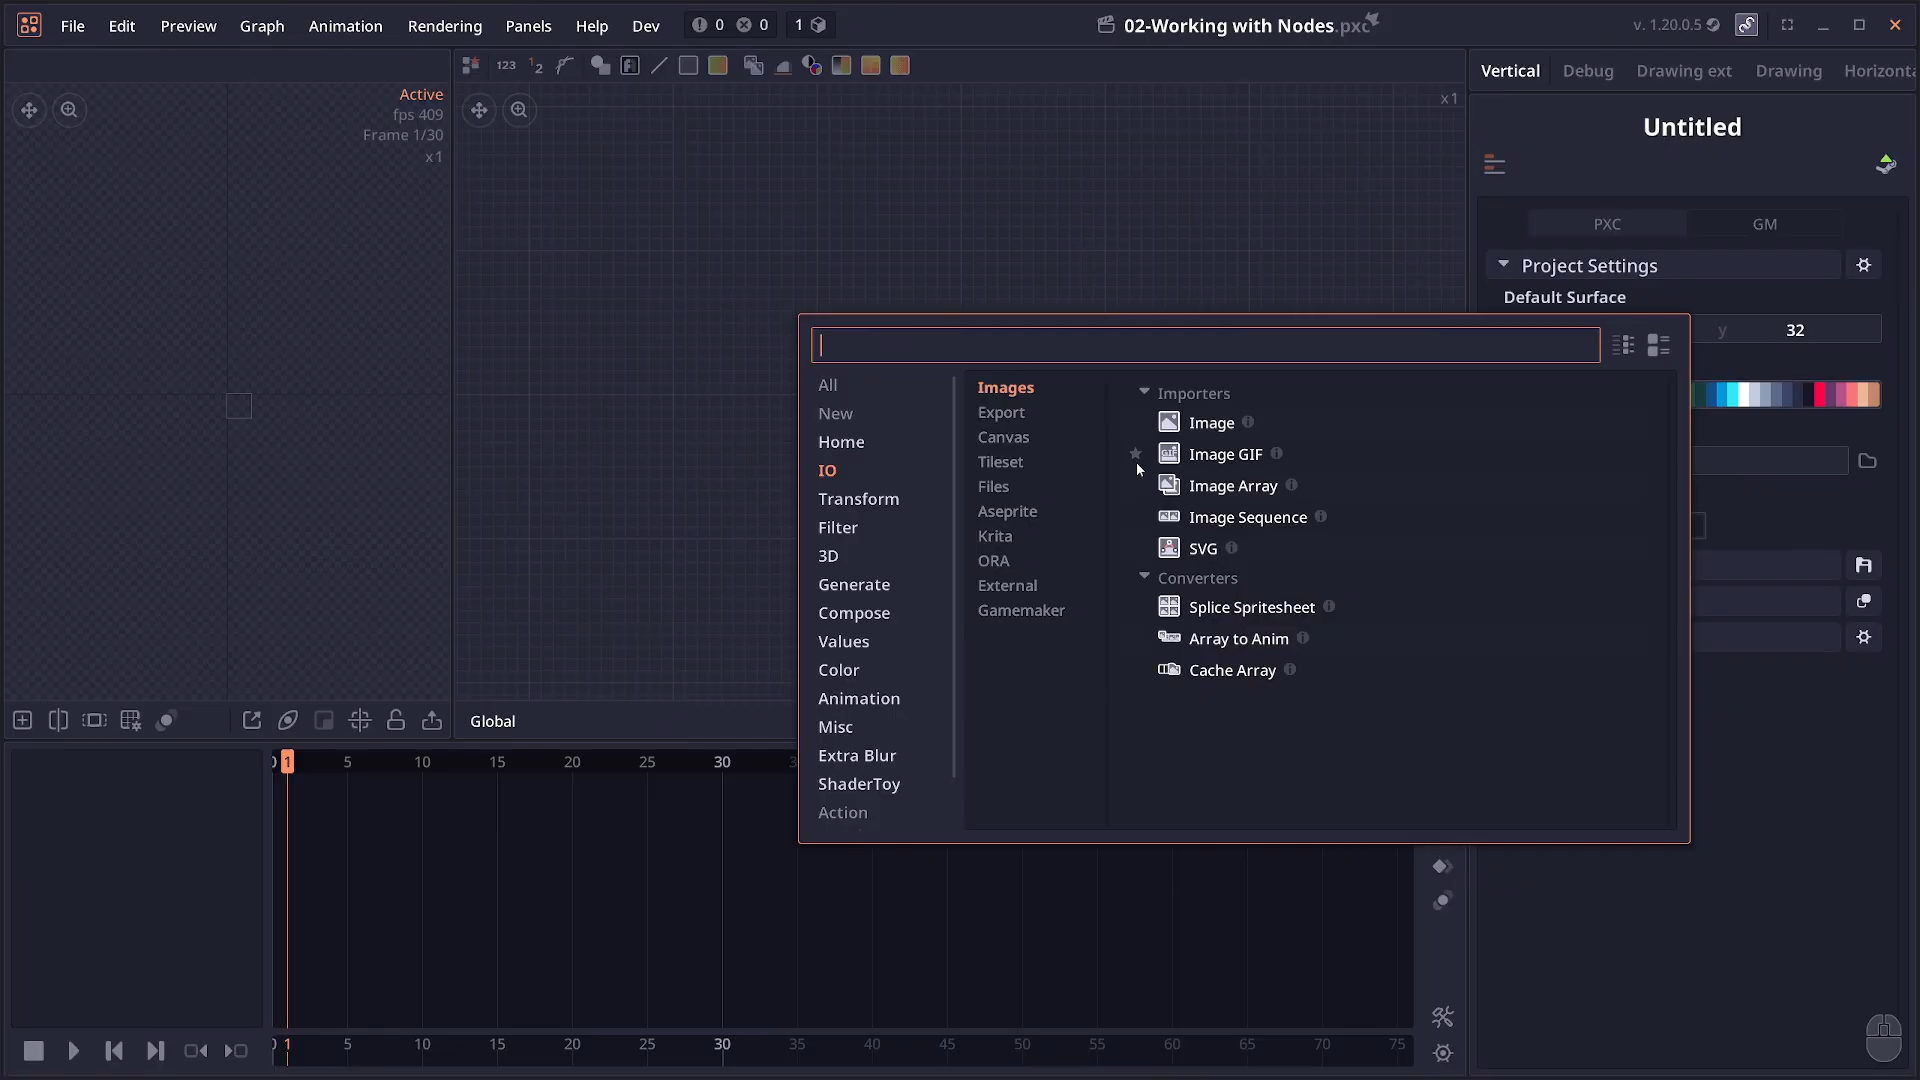 File Edit Preview Graph Animation Rendering Panels Help Dev 0 0 1 02-Working with Nodes.pxc v. 1.20.0.5
Active
fps 409
Frame 1/30
x1
123
x1
Vertical Debug Drawing ext Drawing Horizonta
Untitled
PXC GM
Project Settings
Default Surface
y 32
All
New
Home
IO
Transform
Filter
3D
Generate
Compose
Values
Color
Animation
Misc
Extra Blur
ShaderToy
Action
Images
Export
Canvas
Tileset
Files
Aseprite
Krita
ORA
External
Gamemaker
Importers
Image
GIF Image GIF
Image Array
Image Sequence
SVG
Converters
Splice Spritesheet
Array to Anim
Cache Array
Global
1 5 10 15 20 25 30
1 5 10 15 20 25 30 35 40 45 50 55 60 65 70 75